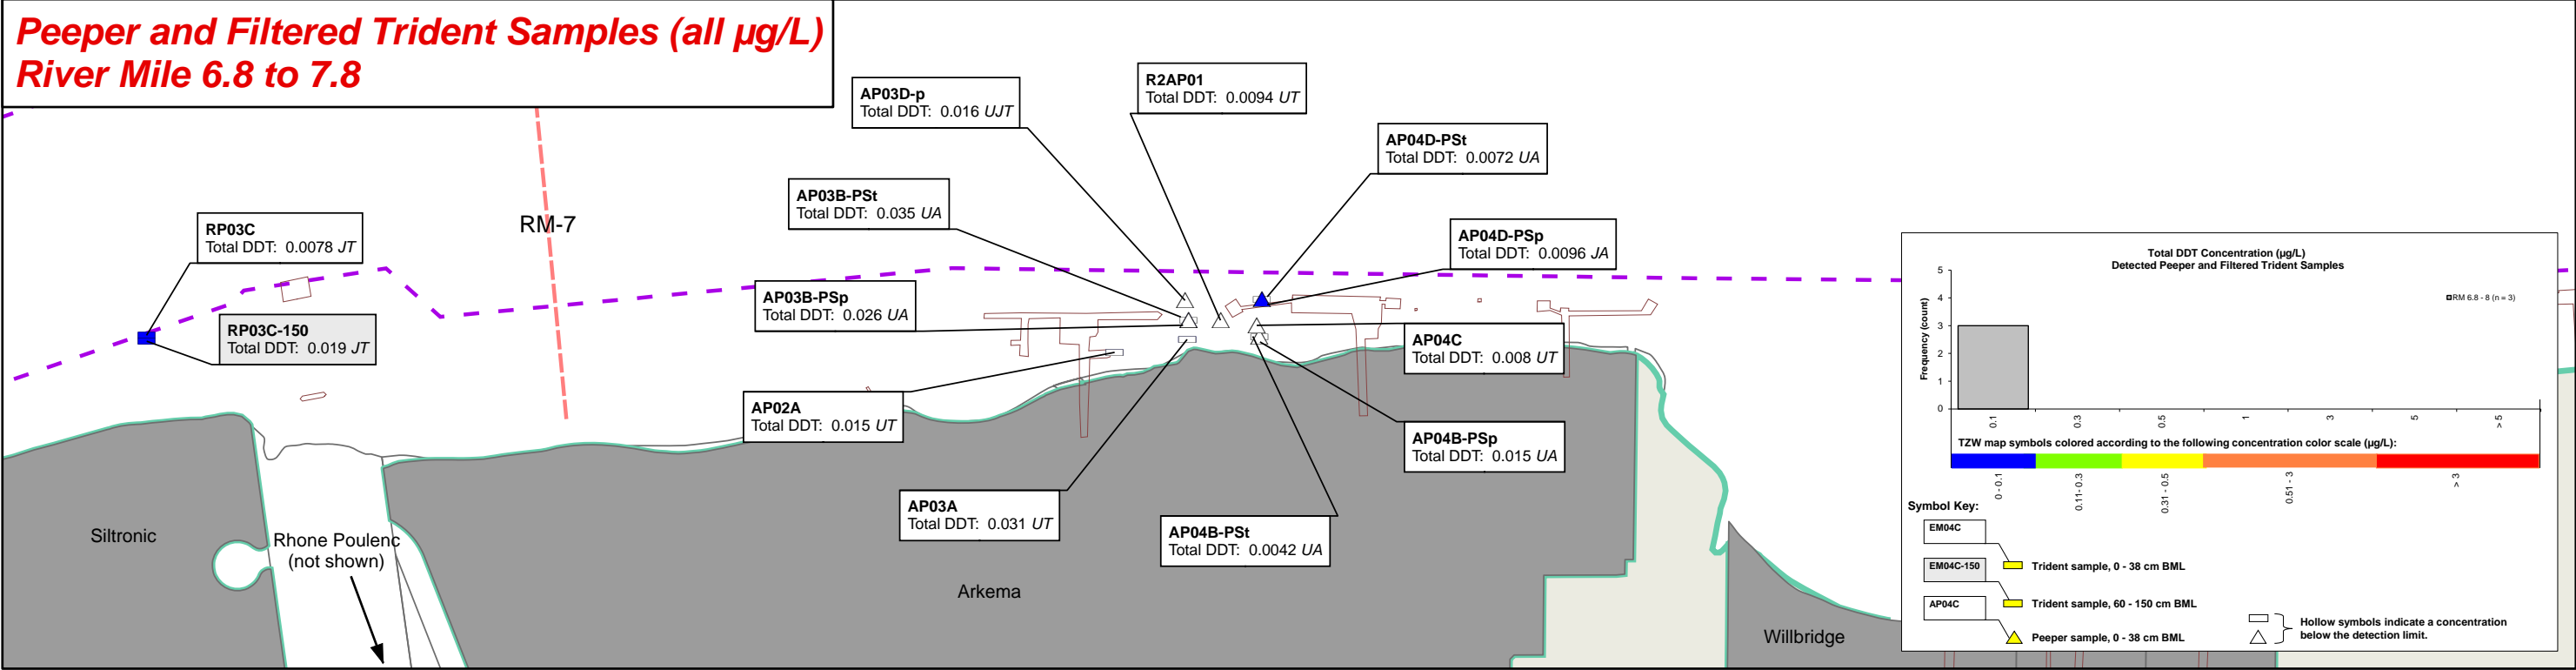 Peeper and Filtered Trident Samples (all µg/L)
River Mile 6.8 to 7.8
RM-7
RP03C
Total DDT: 0.0078 JT
RP03C-150
Total DDT: 0.019 JT
AP03D-p
Total DDT: 0.016 UJT
R2AP01
Total DDT: 0.0094 UT
AP04D-PSt
Total DDT: 0.0072 UA
AP03B-PSt
Total DDT: 0.035 UA
AP04D-PSp
Total DDT: 0.0096 JA
AP03B-PSp
Total DDT: 0.026 UA
AP04C
Total DDT: 0.008 UT
AP02A
Total DDT: 0.015 UT
AP04B-PSp
Total DDT: 0.015 UA
AP03A
Total DDT: 0.031 UT
AP04B-PSt
Total DDT: 0.0042 UA
Siltronic
Rhone Poulenc
(not shown)
Arkema
Willbridge
Total DDT Concentration (µg/L)
Detected Peeper and Filtered Trident Samples
Frequency (count)
5
4
3
2
1
0
RM 6.8 - 8 (n = 3)
0.1
0.3
0.5
1
3
5
> 5
TZW map symbols colored according to the following concentration color scale (µg/L):
0 - 0.1
0.11- 0.3
0.31 - 0.5
0.51 - 3
> 3
Symbol Key:
EM04C
Trident sample, 0 - 38 cm BML
EM04C-150
Trident sample, 60 - 150 cm BML
AP04C
Peeper sample, 0 - 38 cm BML
Hollow symbols indicate a concentration
below the detection limit.